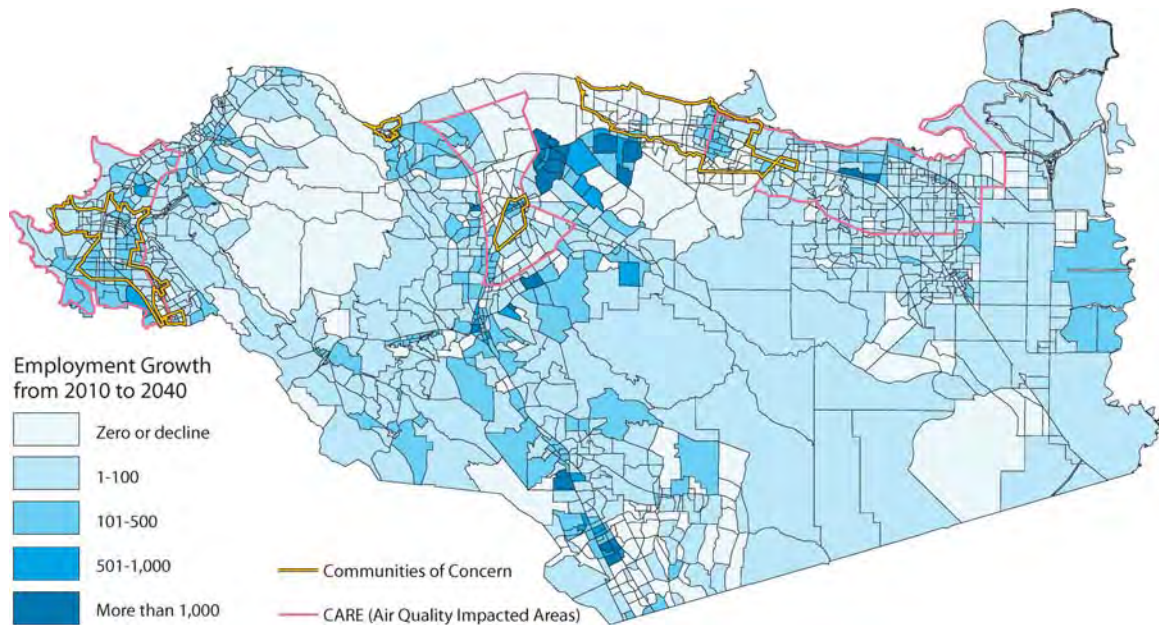 Employment Growth
from 2010 to 2040
Zero or decline
1-100
101-500
501-1,000
More than 1,000
Communities of Concern
CARE (Air Quality Impacted Areas)